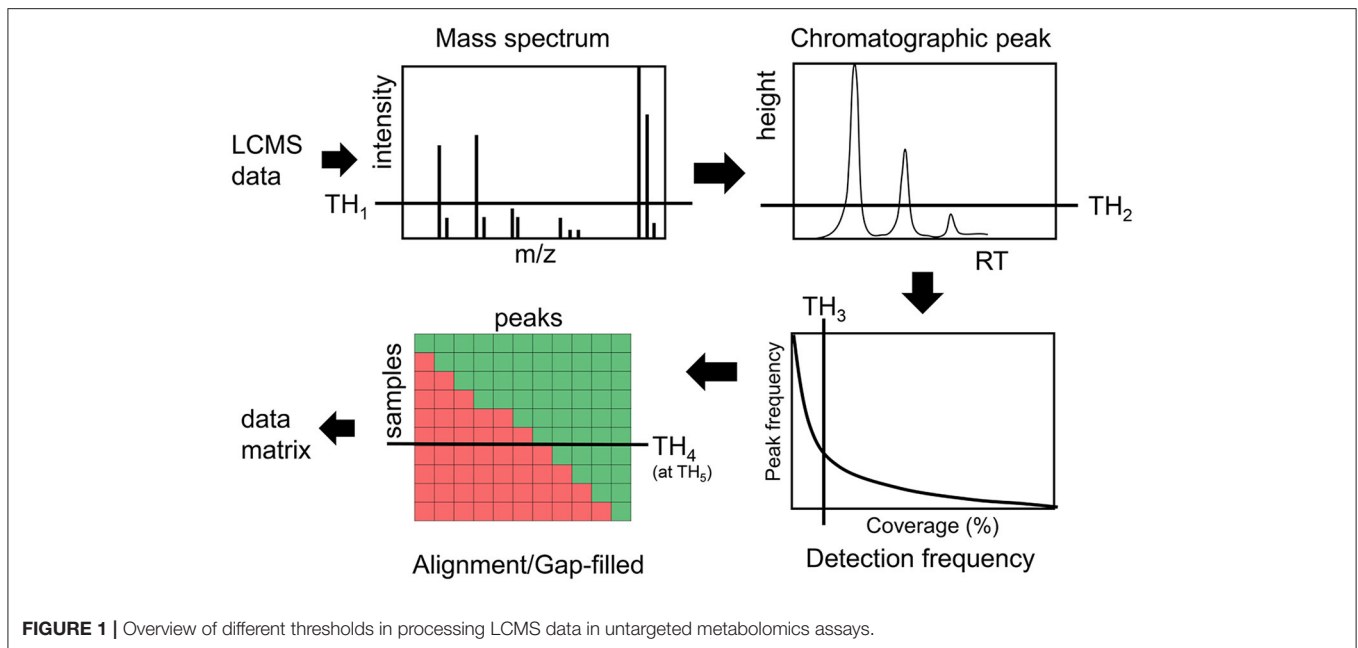 Mass spectrum
Chromatographic peak
LCMS
data
intensity
TH₁
m/z
height
TH₂
RT
TH₃
Peak frequency
Coverage (%)
Detection frequency
peaks
samples
TH₄
(at TH₅)
Alignment/Gap-filled
data
matrix
FIGURE 1 | Overview of different thresholds in processing LCMS data in untargeted metabolomics assays.